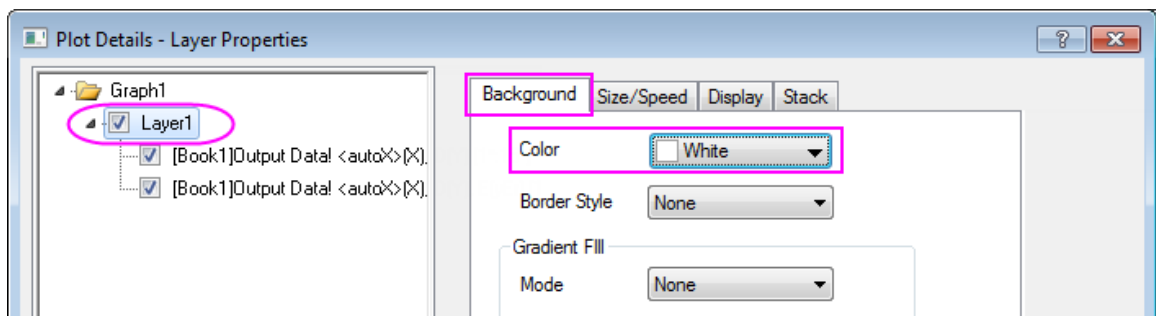 Plot Details - Layer Properties
?
Graph1
Layer1
[Book1]Output Data! <autoX>(X).
[Book1]Output Data! <autoX>(X).
Background Size/Speed Display Stack
Color White
Border Style None
Gradient FIll
Mode None